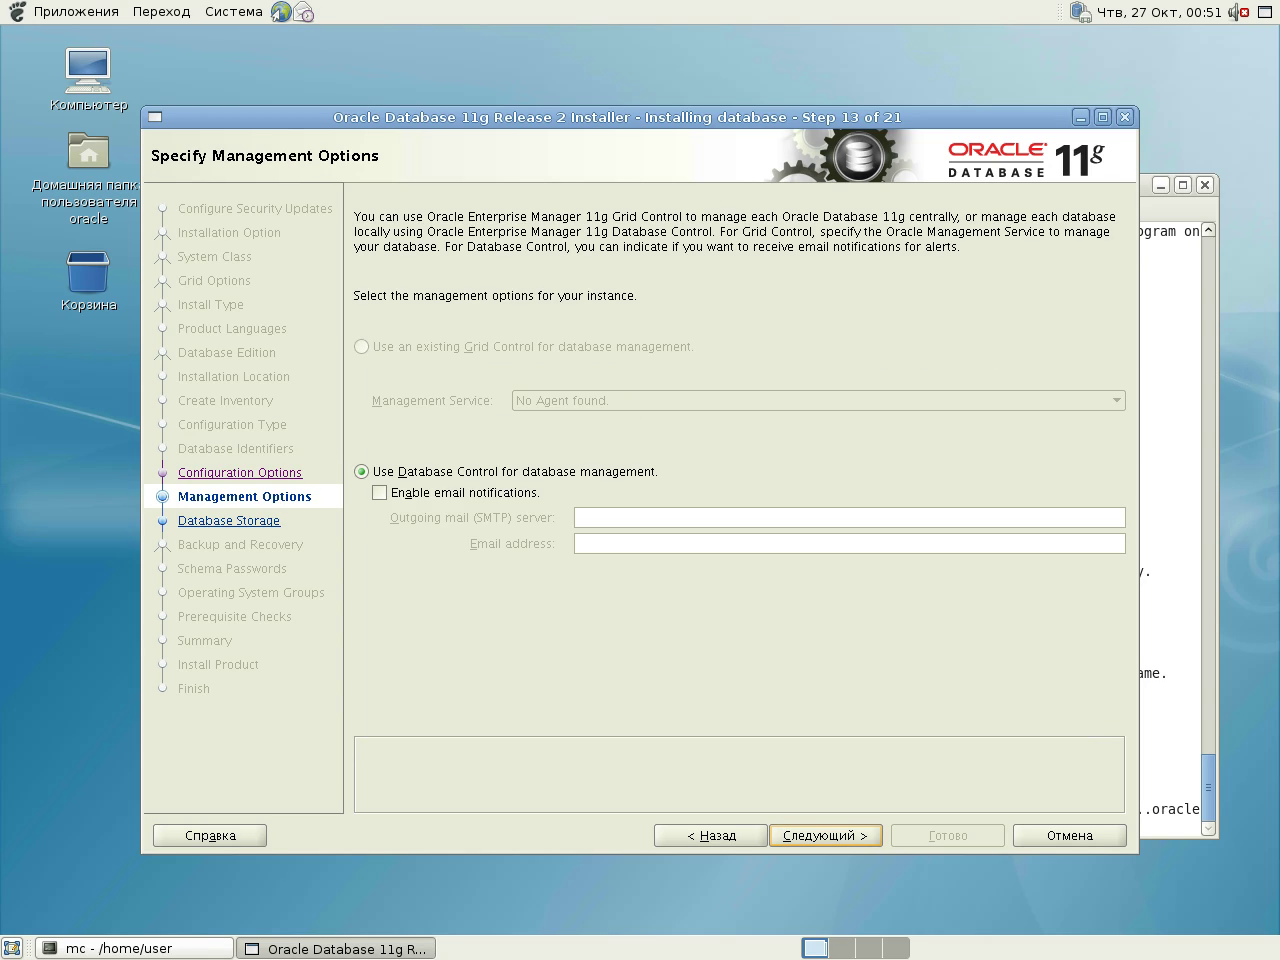 Приложения Переход Система
Чтв, 27 Окт, 00:51
Компьютер
Домашняя папк
пользователя
oracle
Корзина
Oracle Database 11g Release 2 Installer - Installing database - Step 13 of 21
Specify Management Options
ORACLE
DATABASE
11g
Configure Security Updates
Installation Option
System Class
Grid Options
Install Type
Product Languages
Database Edition
Installation Location
Create Inventory
Configuration Type
Database Identifiers
Configuration Options
Management Options
Database Storage
Backup and Recovery
Schema Passwords
Operating System Groups
Prerequisite Checks
Summary
Install Product
Finish
You can use Oracle Enterprise Manager 11g Grid Control to manage each Oracle Database 11g centrally, or manage each database
locally using Oracle Enterprise Manager 11g Database Control. For Grid Control, specify the Oracle Management Service to manage
your database. For Database Control, you can indicate if you want to receive email notifications for alerts.
Select the management options for your instance.
Use an existing Grid Control for database management.
Management Service: No Agent found.
Use Database Control for database management.
Enable email notifications.
Outgoing mail (SMTP) server:
Email address:
Справка
< Назад
Следующий >
Готово
Отмена
ogram on
y.
ame.
..oracle
mc - /home/user
Oracle Database 11g R...